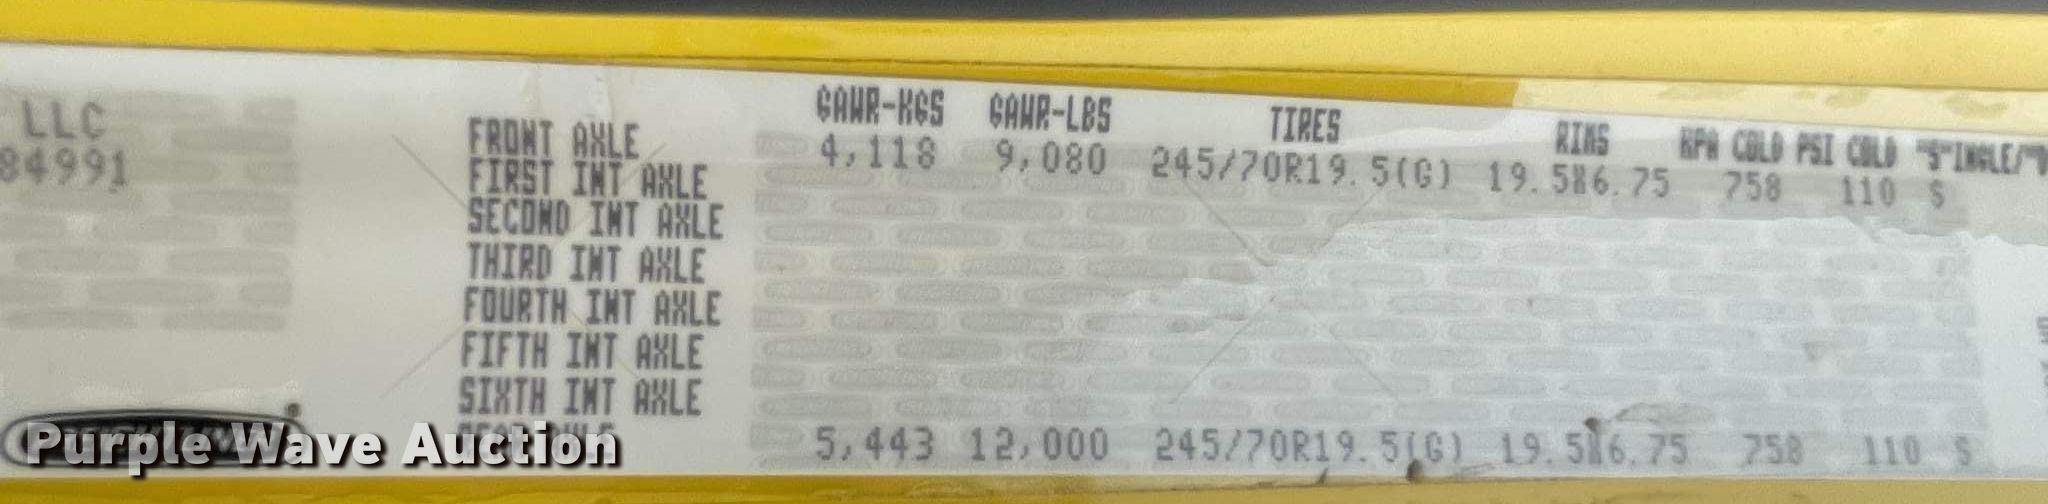 LLC
84991
GAWR-KGS GAWR-LBS TIRES RIMS KPA COLD PSI COLD "S"INGLE/"D
FRONT AXLE 4,118 9,080 245/70R19.5(G) 19.5X6.75 758 110 S
FIRST INT AXLE
SECOND INT AXLE
THIRD INT AXLE
FOURTH INT AXLE
FIFTH INT AXLE
SIXTH INT AXLE
5,443 12,000 245/70R19.5(G) 19.5X6.75 758 110 S
Purple Wave Auction